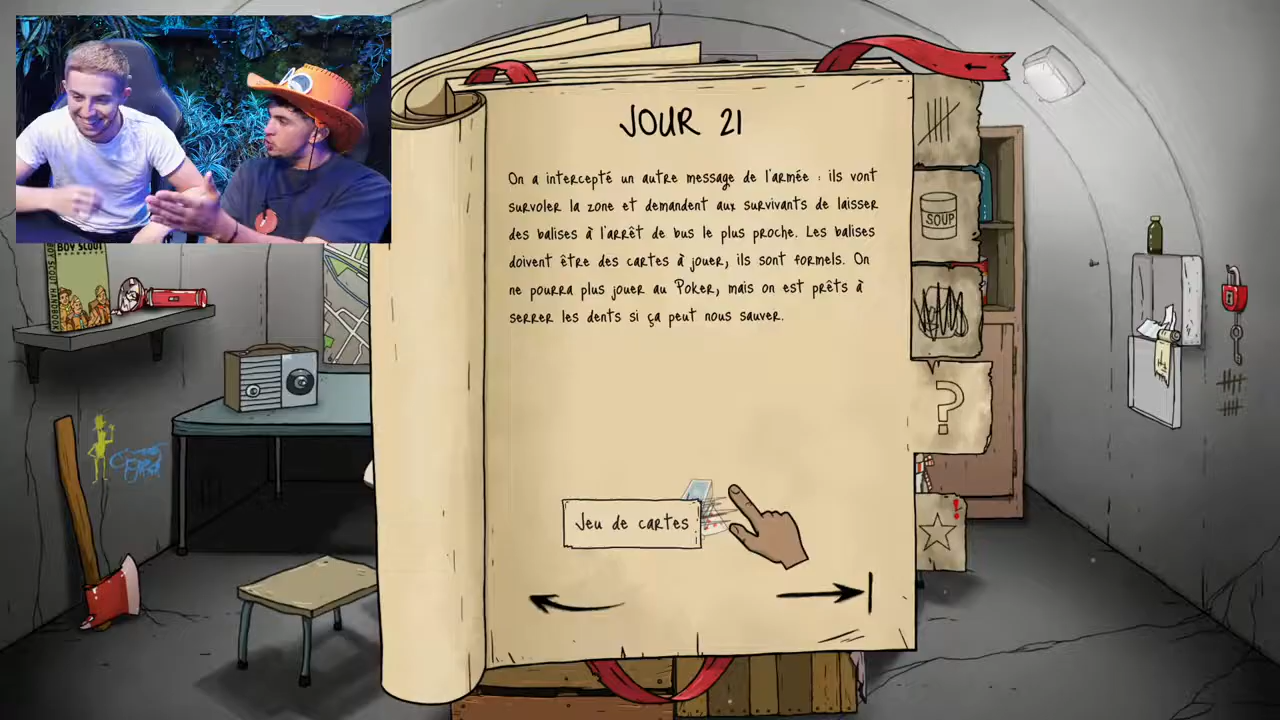 JOUR 21
On a intercepté un autre message de l'armée : ils vont
survoler la zone et demandent aux survivants de laisser
des balises à l'arrêt de bus le plus proche. Les balises
doivent être des cartes à jouer, ils sont formels. On
ne pourra plus jouer au Poker, mais on est prêts à
serrer les dents si ça peut nous sauver.
SOUP
?
!
BOY SCOUT
BOY SCOUT HANDBOOK
Jeu de cartes